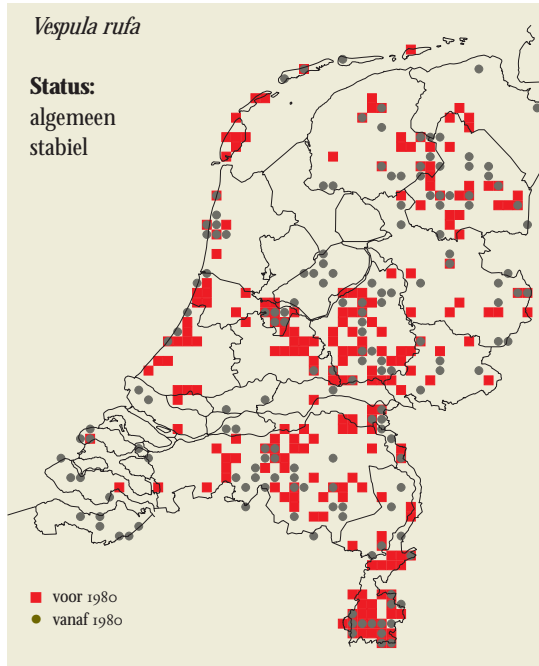 Vespula rufa
Status:
algemeen
stabiel
voor 1980
vanaf 1980